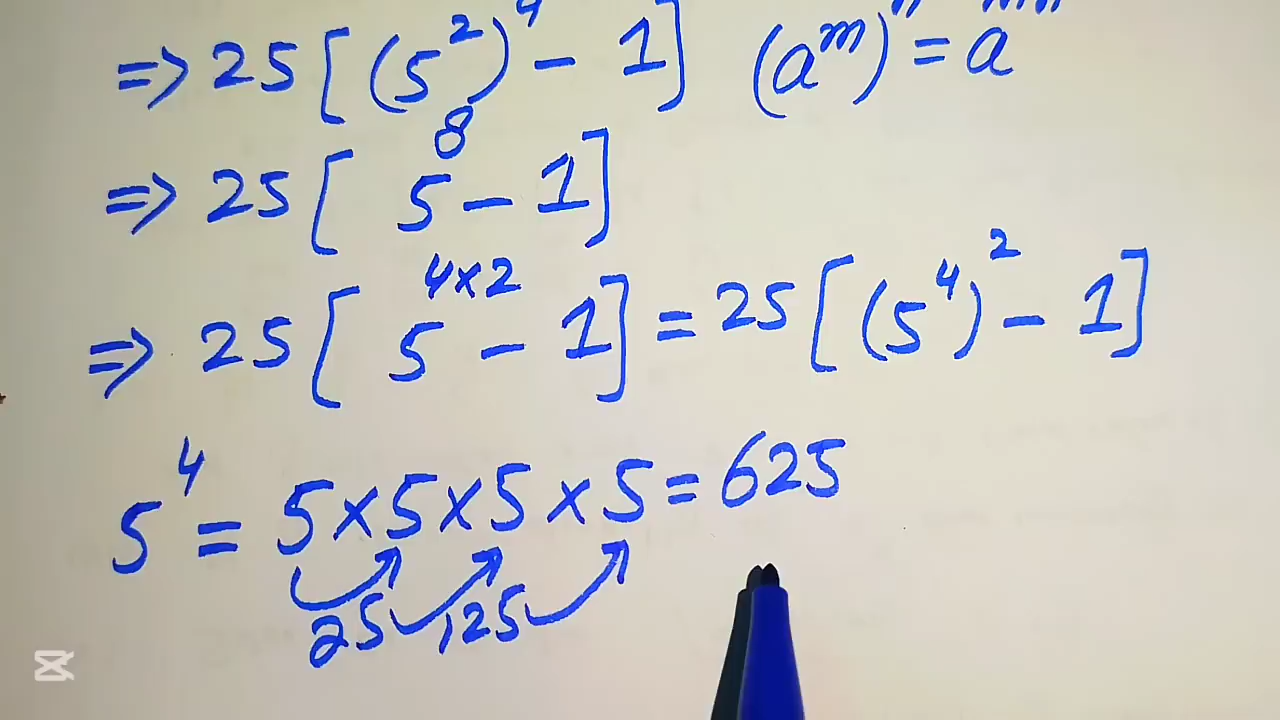 ⇒ 25 [ (5²)⁴ - 1 ] (aᵐ)ⁿ = aᵐⁿ
⇒ 25 [ 5⁸ - 1 ]
⇒ 25 [ 5⁴ˣ² - 1 ] = 25 [ (5⁴)² - 1 ]
5⁴ = 5 × 5 × 5 × 5 = 625
25 125